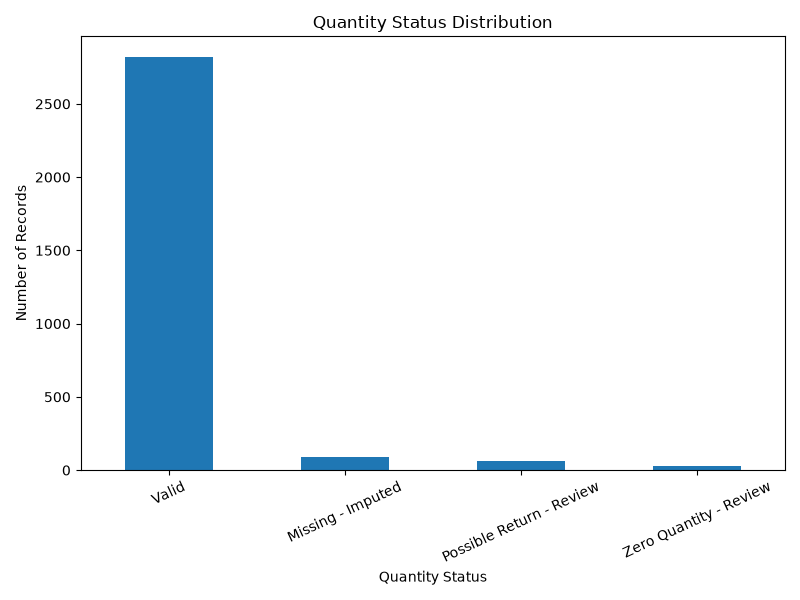 Quantity Status Distribution
Number of Records
2500
2000
1500
1000
500
0
Valid
Missing - Imputed
Possible Return - Review
Zero Quantity - Review
Quantity Status